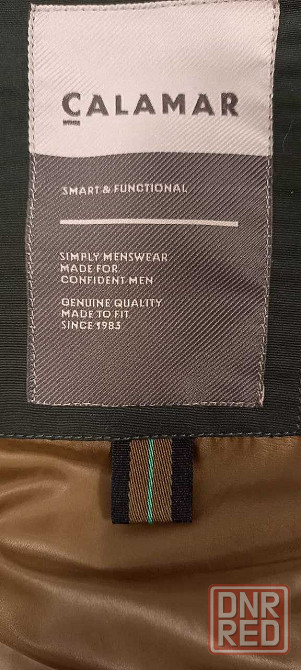 CALAMAR
SMART & FUNCTIONAL
SIMPLY MENSWEAR
MADE FOR
CONFIDENT MEN
GENUINE QUALITY
MADE TO FIT
SINCE 1983
DNR
RED